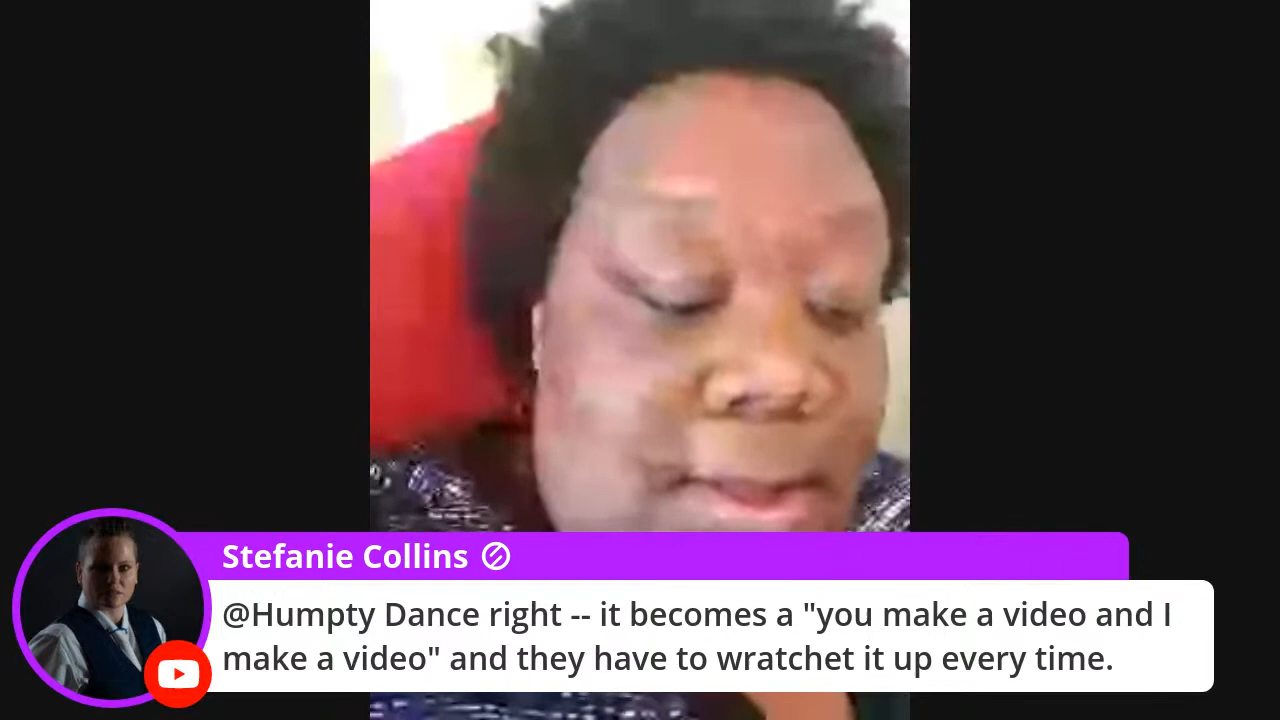 Stefanie Collins
@Humpty Dance right -- it becomes a "you make a video and I
make a video" and they have to wratchet it up every time.